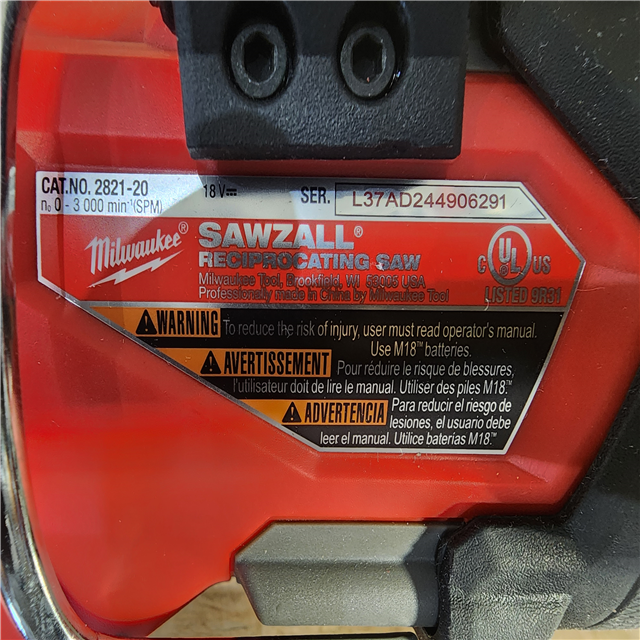 CAT.NO. 2821-20 18 V⎓ SER. L37AD244906291
n₀ 0 - 3 000 min⁻¹(SPM)
Milwaukee® SAWZALL®
RECIPROCATING SAW
Milwaukee Tool, Brookfield, WI 53005 USA
Professionally made in China by Milwaukee Tool
C UL® US
LISTED 9R31
WARNING To reduce the risk of injury, user must read operator's manual.
Use M18™ batteries.
AVERTISSEMENT Pour réduire le risque de blessures,
l'utilisateur doit de lire le manual. Utiliser des piles M18.™
ADVERTENCIA Para reducir el riesgo de
lesiones, el usuario debe
leer el manual. Utilice baterías M18.™